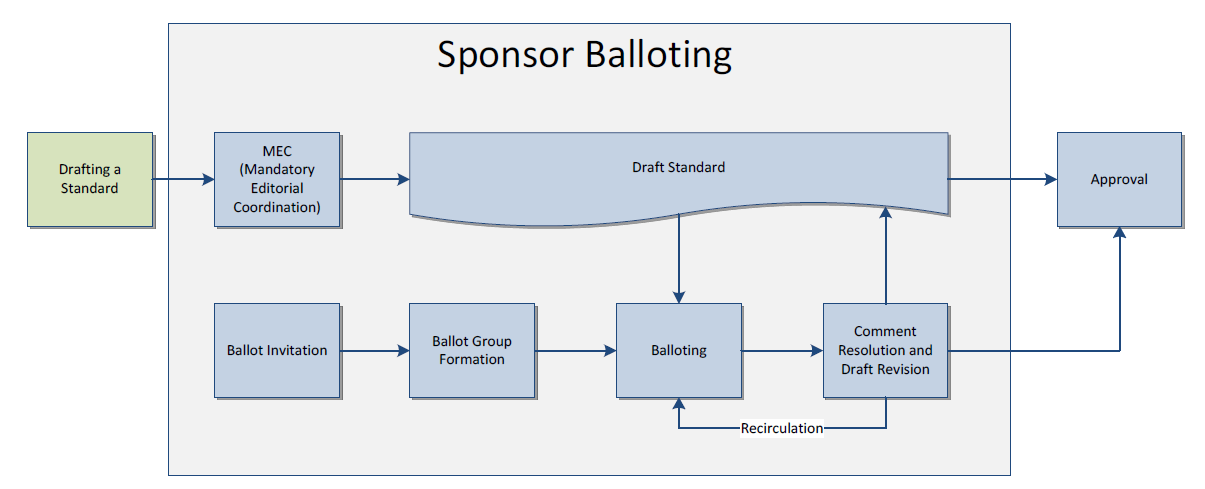 Sponsor Balloting
Drafting a
Standard
MEC
(Mandatory
Editorial
Coordination)
Draft Standard
Approval
Ballot Invitation
Ballot Group
Formation
Balloting
Comment
Resolution and
Draft Revision
Recirculation